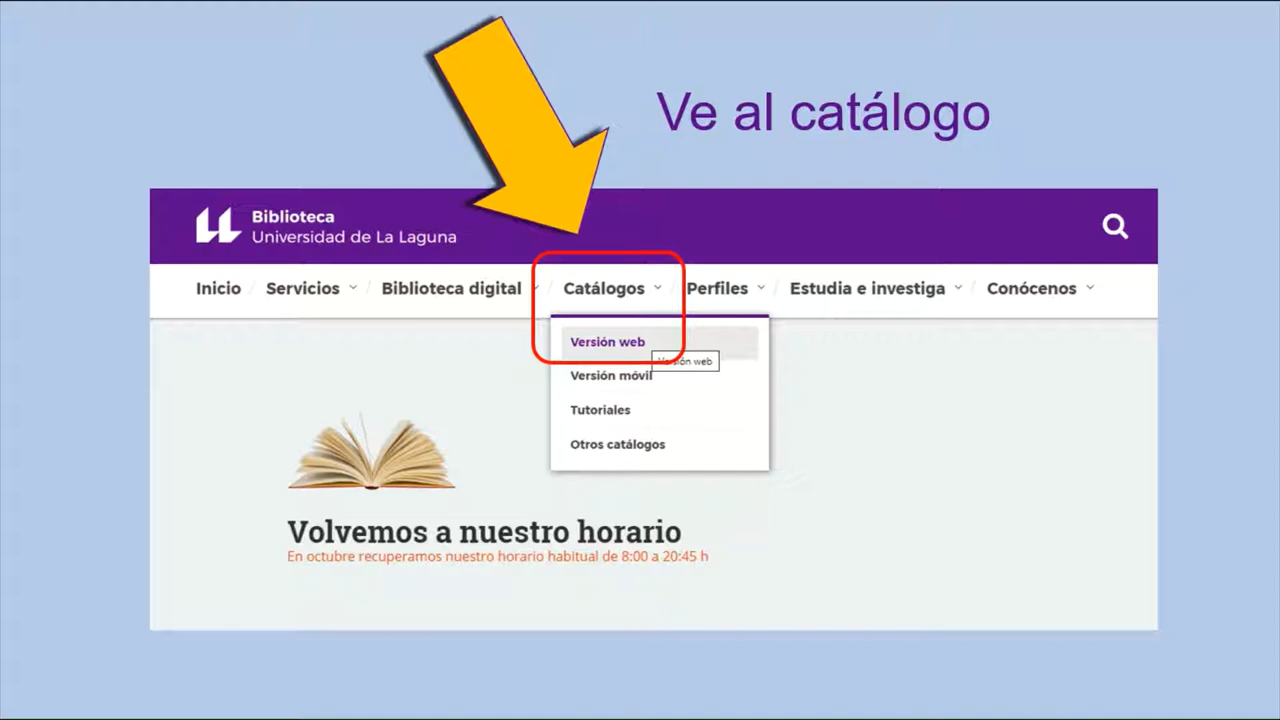 Ve al catálogo
Biblioteca
Universidad de La Laguna
Inicio / Servicios / Biblioteca digital / Catálogos / Perfiles / Estudia e investiga / Conócenos
Versión web
Versión web
Versión móvil
Tutoriales
Otros catálogos
Volvemos a nuestro horario
En octubre recuperamos nuestro horario habitual de 8:00 a 20:45 h